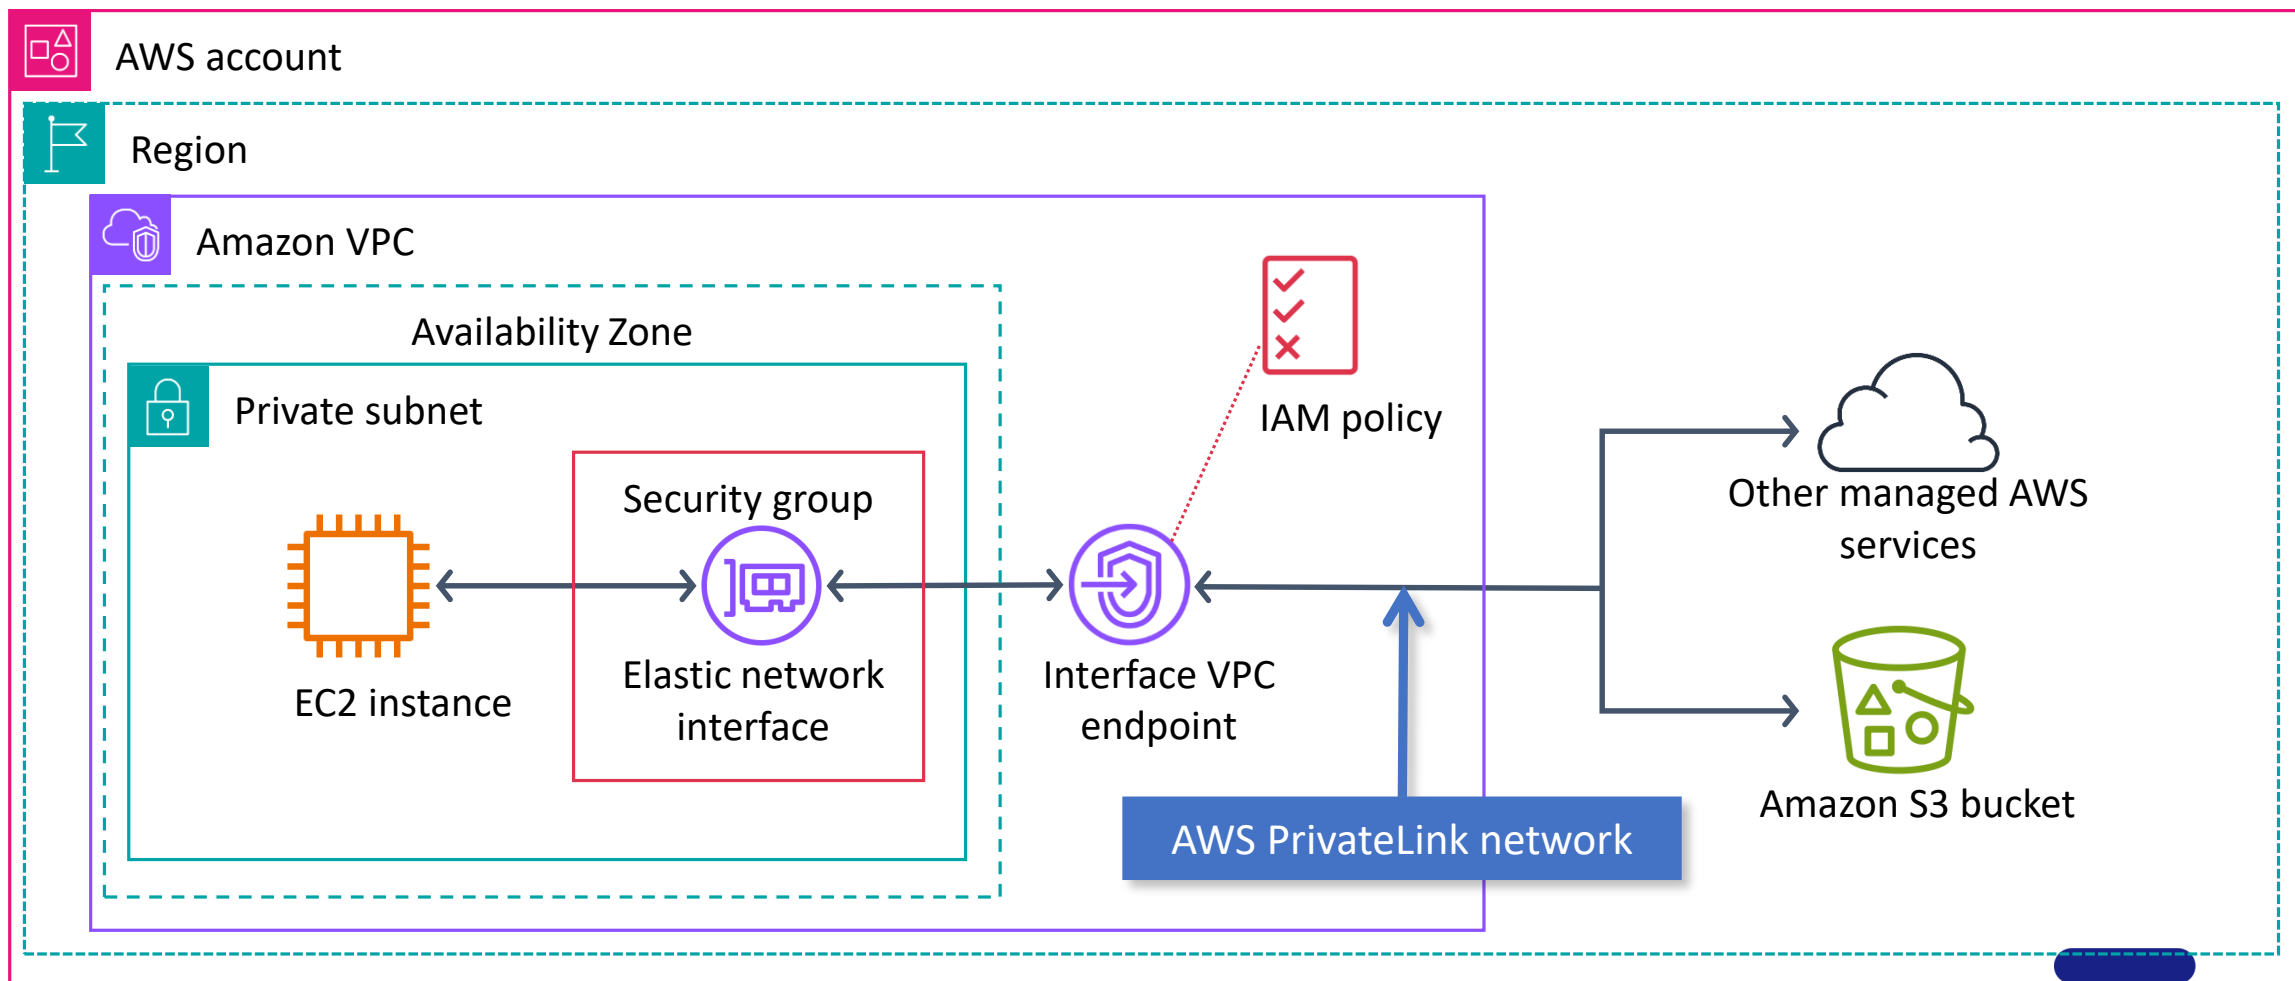 AWS account
Region
Amazon VPC
Availability Zone
Private subnet
IAM policy
Security group
Other managed AWS
services
EC2 instance
Elastic network
interface
Interface VPC
endpoint
Amazon S3 bucket
AWS PrivateLink network